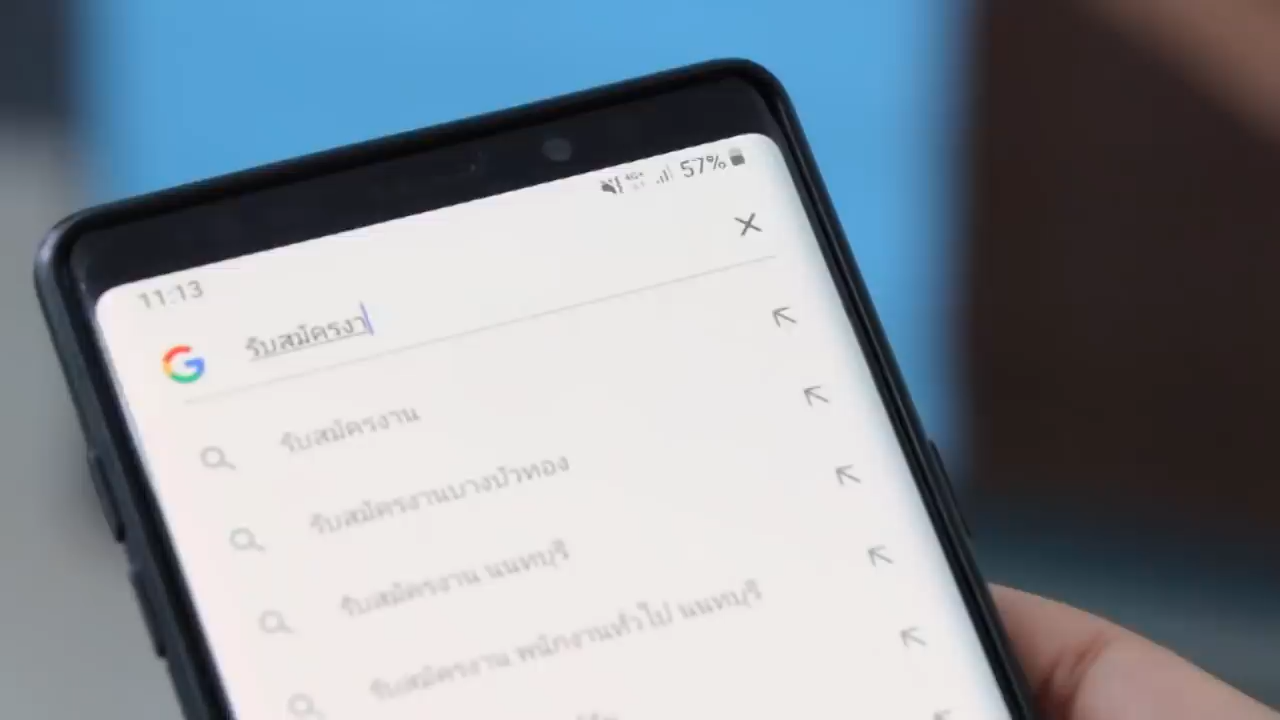 57%
11:13
รับสมัครงา
รับสมัครงาน
รับสมัครงานบางบัวทอง
รับสมัครงาน นนทบุรี
รับสมัครงาน พนักงานทั่วไป นนทบุรี